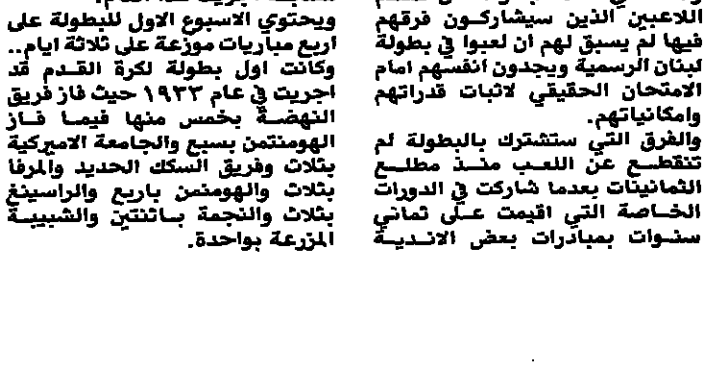 اللاعبين الذين سيشاركون فرقهم
فيها لم يسبق لهم ان لعبوا في بطولة
لبنان الرسمية ويجدون انفسهم امام
الامتحان الحقيقي لاثبات قدراتهم
وامكانياتهم.
والفرق التي ستشترك بالبطولة لم
تنقطع عن اللعب منذ مطلع
الثمانينات بعدما شاركت في الدورات
الخاصة التي اقيمت على ثماني
سنوات بمبادرات بعض الاندية
ويحتوي الاسبوع الاول للبطولة على
اربع مباريات موزعة على ثلاثة ايام..
وكانت اول بطولة لكرة القدم قد
اجريت في عام ١٩٣٣ حيث فاز فريق
النهضة بخمس منها فيما فاز
الهومنتمن بسبع والجامعة الاميركية
بثلاث وفريق السكك الحديد والمرفا
بثلاث والهومنمن باربع والراسينغ
بثلاث والنجمة باثنتين والشبيبة
المزرعة بواحدة.